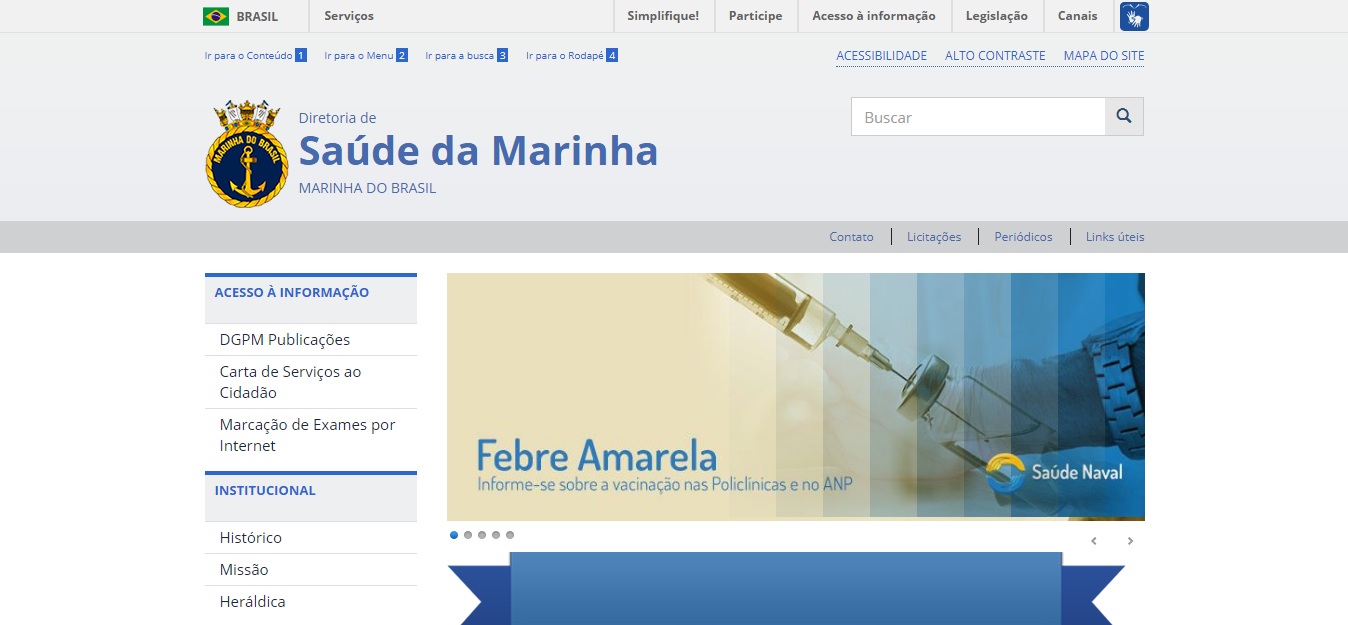 BRASIL
Serviços
Simplifique!
Participe
Acesso à informação
Legislação
Canais
Ir para o Conteúdo 1
Ir para o Menu 2
Ir para a busca 3
Ir para o Rodapé 4
ACESSIBILIDADE
ALTO CONTRASTE
MAPA DO SITE
MARINHA DO BRASIL
Diretoria de
Saúde da Marinha
MARINHA DO BRASIL
Buscar
Contato
Licitações
Periódicos
Links úteis
ACESSO À INFORMAÇÃO
DGPM Publicações
Carta de Serviços ao
Cidadão
Marcação de Exames por
Internet
INSTITUCIONAL
Histórico
Missão
Heráldica
Febre Amarela
Informe-se sobre a vacinação nas Policlínicas e no ANP
Saúde Naval